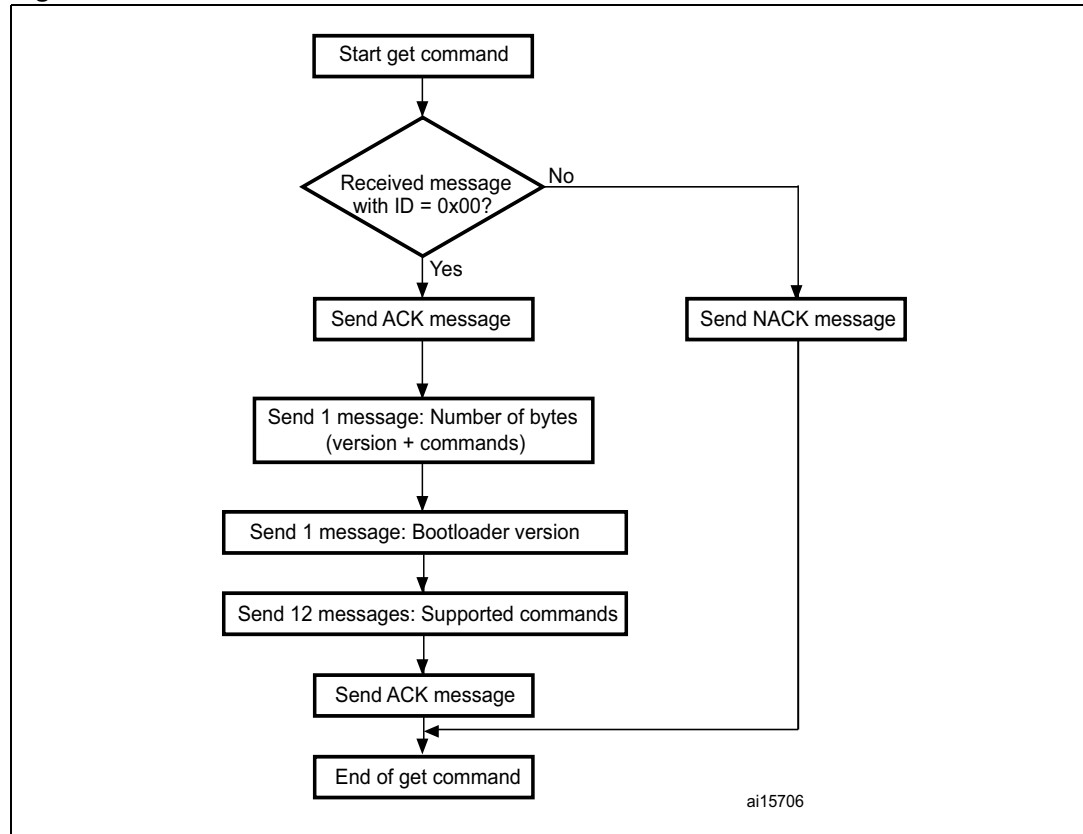 Start get command
Received message
with ID = 0x00?
No
Yes
Send ACK message
Send NACK message
Send 1 message: Number of bytes
(version + commands)
Send 1 message: Bootloader version
Send 12 messages: Supported commands
Send ACK message
End of get command
ai15706